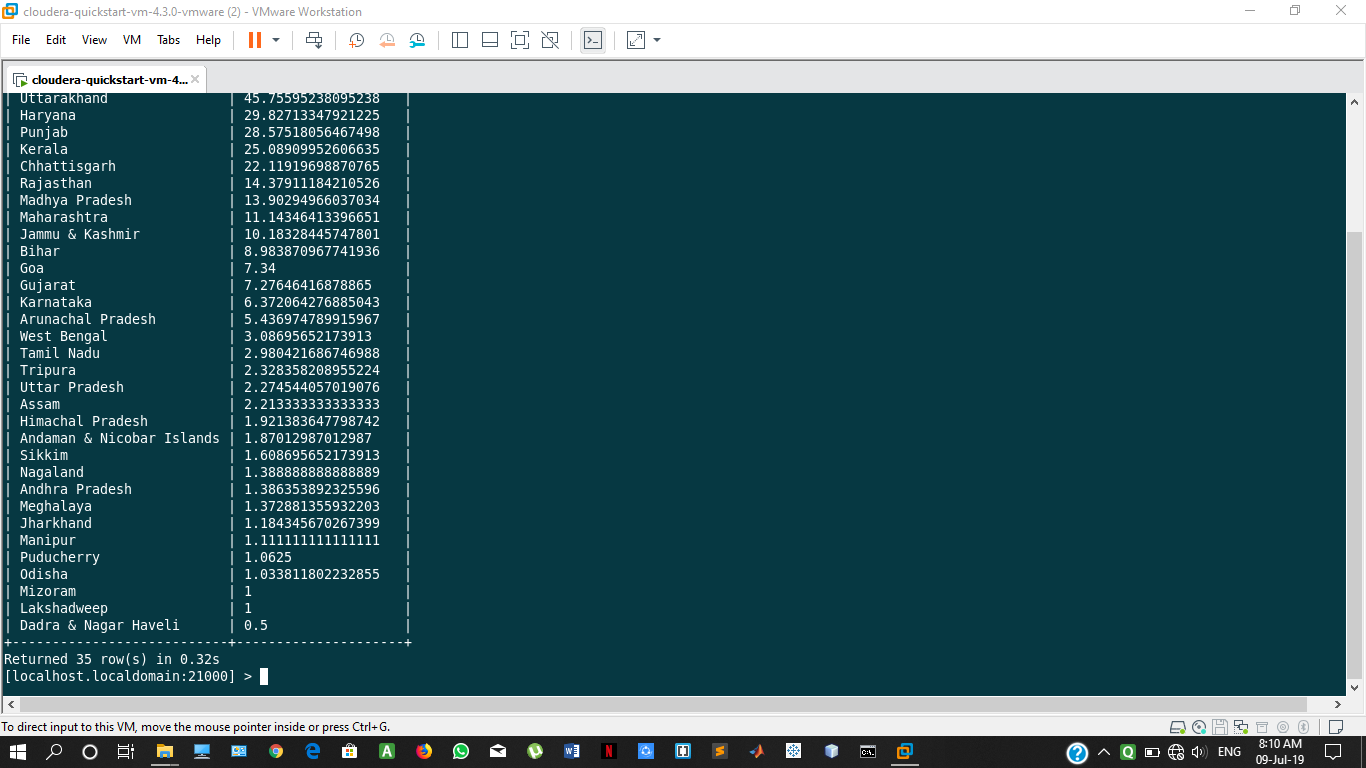 cloudera-quickstart-vm-4.3.0-vmware (2) - VMware Workstation
File Edit View VM Tabs Help
cloudera-quickstart-vm-4...
| Uttarakhand | 45.75595238095238 |
| Haryana | 29.82713347921225 |
| Punjab | 28.57518056467498 |
| Kerala | 25.08909952606635 |
| Chhattisgarh | 22.11919698870765 |
| Rajasthan | 14.37911184210526 |
| Madhya Pradesh | 13.90294966037034 |
| Maharashtra | 11.14346413396651 |
| Jammu & Kashmir | 10.18328445747801 |
| Bihar | 8.983870967741936 |
| Goa | 7.34 |
| Gujarat | 7.27646416878865 |
| Karnataka | 6.372064276885043 |
| Arunachal Pradesh | 5.436974789915967 |
| West Bengal | 3.08695652173913 |
| Tamil Nadu | 2.980421686746988 |
| Tripura | 2.328358208955224 |
| Uttar Pradesh | 2.274544057019076 |
| Assam | 2.213333333333333 |
| Himachal Pradesh | 1.921383647798742 |
| Andaman & Nicobar Islands | 1.87012987012987 |
| Sikkim | 1.608695652173913 |
| Nagaland | 1.388888888888889 |
| Andhra Pradesh | 1.386353892325596 |
| Meghalaya | 1.372881355932203 |
| Jharkhand | 1.184345670267399 |
| Manipur | 1.111111111111111 |
| Puducherry | 1.0625 |
| Odisha | 1.033811802232855 |
| Mizoram | 1 |
| Lakshadweep | 1 |
| Dadra & Nagar Haveli | 0.5 |
+---------------------------+---------------------+
Returned 35 row(s) in 0.32s
[localhost.localdomain:21000] >
To direct input to this VM, move the mouse pointer inside or press Ctrl+G.
ENG
8:10 AM
09-Jul-19